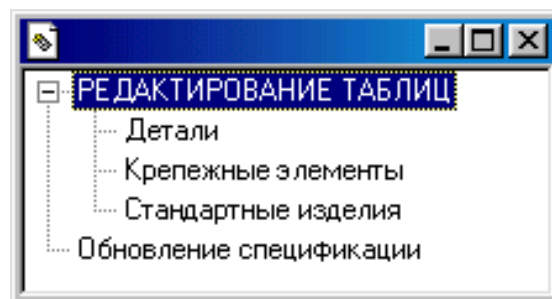 РЕДАКТИРОВАНИЕ ТАБЛИЦ
Детали
Крепежные элементы
Стандартные изделия
Обновление спецификации